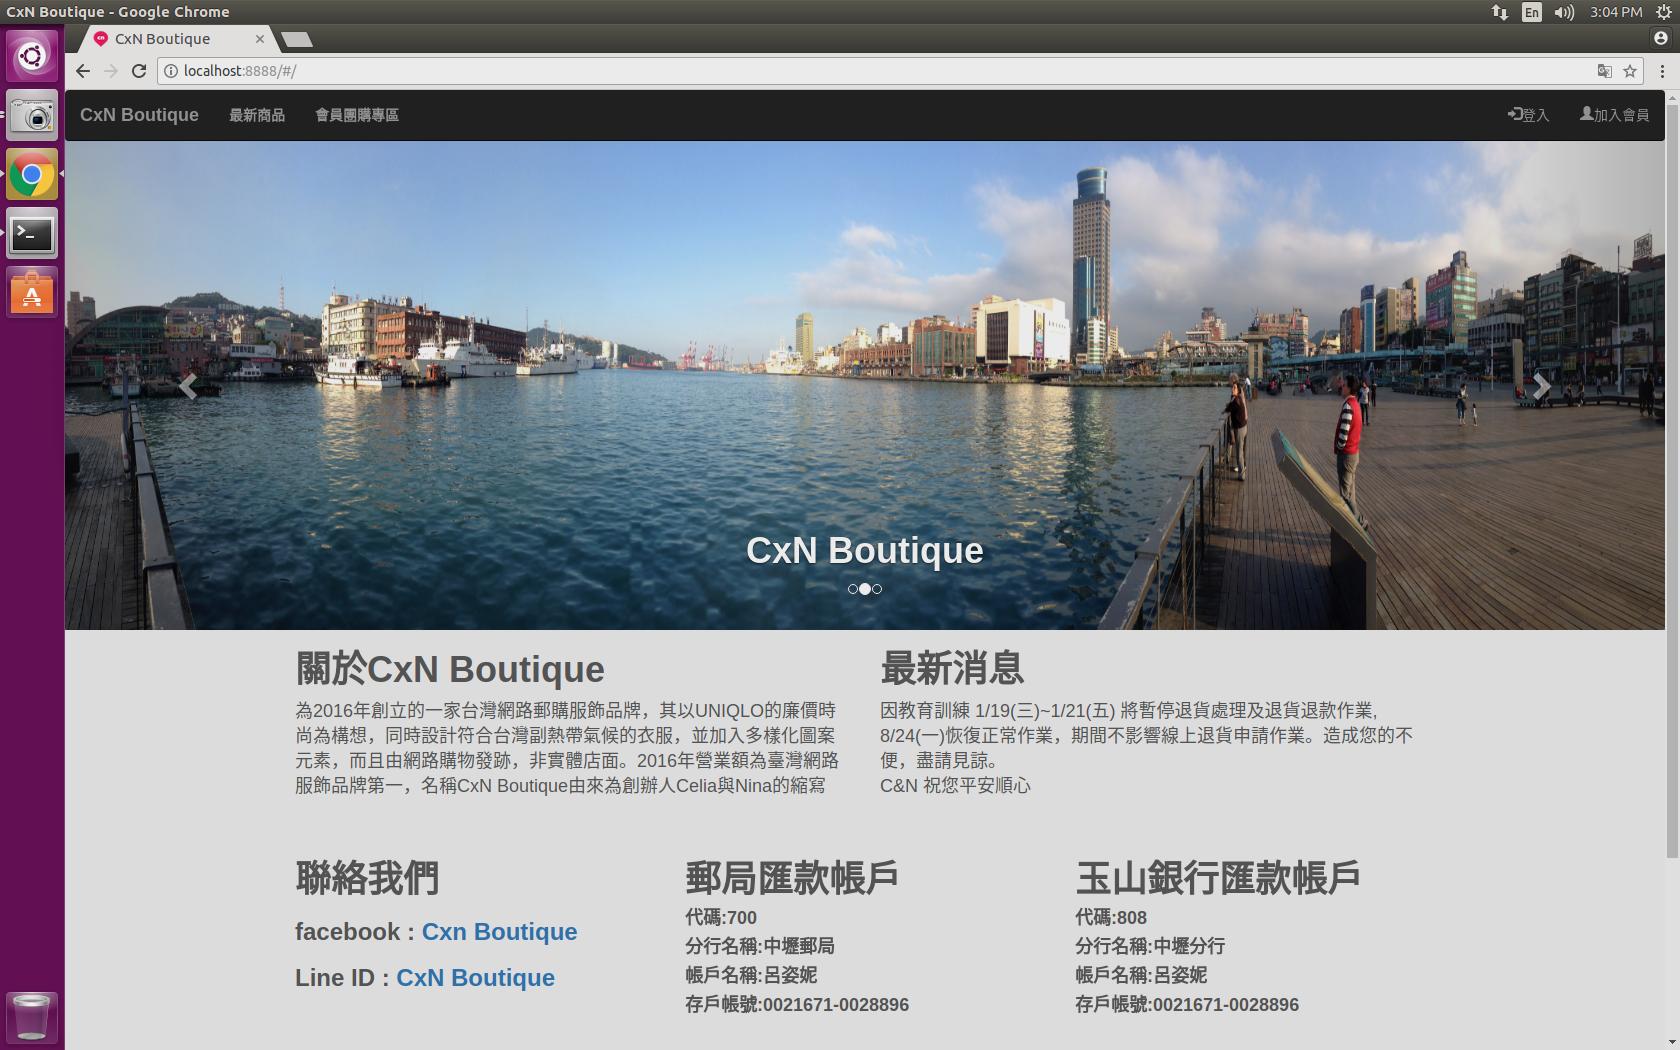 CxN Boutique - Google Chrome
En
3:04 PM
CxN Boutique
localhost:8888/#/
CxN Boutique
最新商品
會員團購專區
登入
加入會員
CxN Boutique
關於CxN Boutique
為2016年創立的一家台灣網路郵購服飾品牌，其以UNIQLO的廉價時
尚為構想，同時設計符合台灣副熱帶氣候的衣服，並加入多樣化圖案
元素，而且由網路購物發跡，非實體店面。2016年營業額為臺灣網路
服飾品牌第一，名稱CxN Boutique由來為創辦人Celia與Nina的縮寫
最新消息
因教育訓練 1/19(三)~1/21(五) 將暫停退貨處理及退貨退款作業,
8/24(一)恢復正常作業，期間不影響線上退貨申請作業。造成您的不
便，盡請見諒。
C&N 祝您平安順心
聯絡我們
facebook : Cxn Boutique
Line ID : CxN Boutique
郵局匯款帳戶
代碼:700
分行名稱:中壢郵局
帳戶名稱:呂姿妮
存戶帳號:0021671-0028896
玉山銀行匯款帳戶
代碼:808
分行名稱:中壢分行
帳戶名稱:呂姿妮
存戶帳號:0021671-0028896